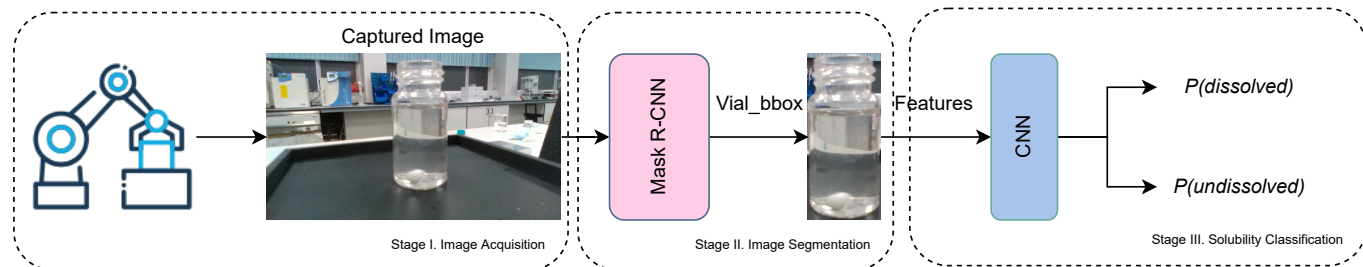 Captured Image
Mask R-CNN
Vial_bbox
Features
CNN
P(dissolved)
P(undissolved)
Stage I. Image Acquisition
Stage II. Image Segmentation
Stage III. Solubility Classification